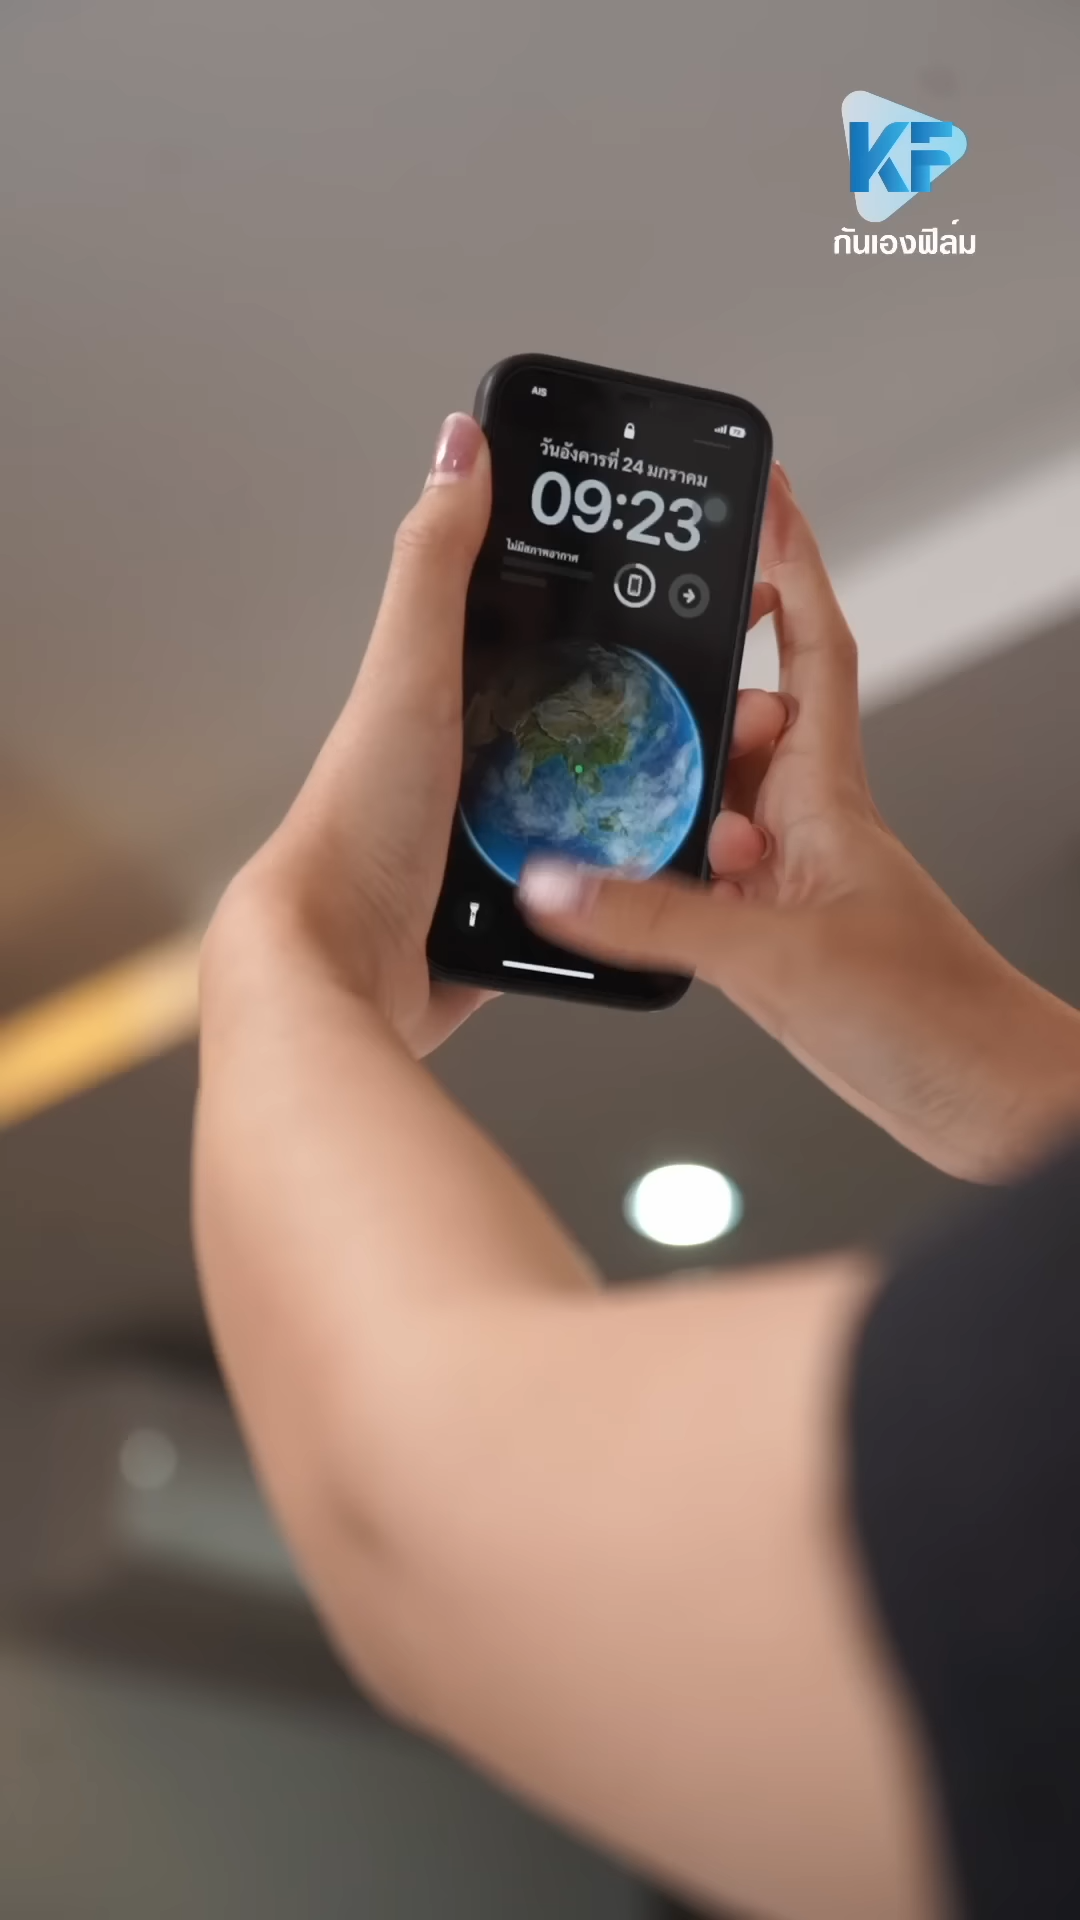 KF
กันเองฟิล์ม
AIS
72
วันอังคารที่ 24 มกราคม
09:23
ไม่มีสภาพอากาศ